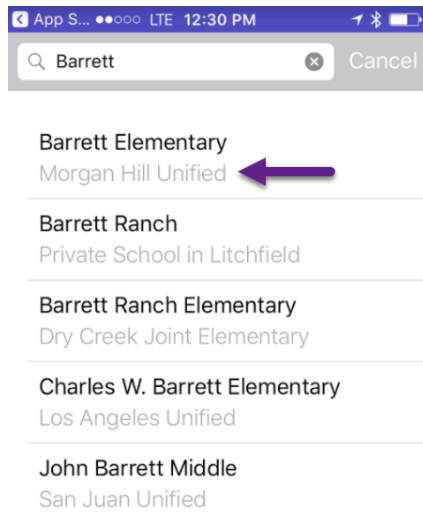 App S... LTE 12:30 PM
Barrett Cancel
Barrett Elementary
Morgan Hill Unified
Barrett Ranch
Private School in Litchfield
Barrett Ranch Elementary
Dry Creek Joint Elementary
Charles W. Barrett Elementary
Los Angeles Unified
John Barrett Middle
San Juan Unified